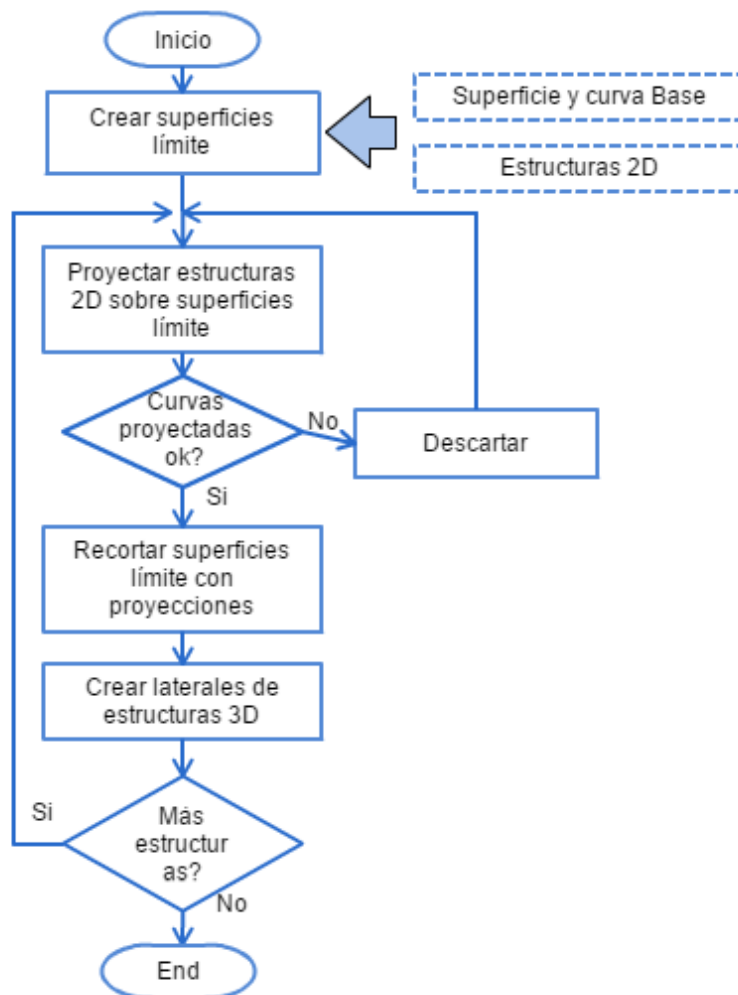 Inicio
Crear superficies
límite
Superficie y curva Base
Estructuras 2D
Proyectar estructuras
2D sobre superficies
límite
Curvas
proyectadas
ok?
No
Descartar
Si
Recortar superficies
límite con
proyecciones
Crear laterales de
estructuras 3D
Si
Más
estructur
as?
No
End